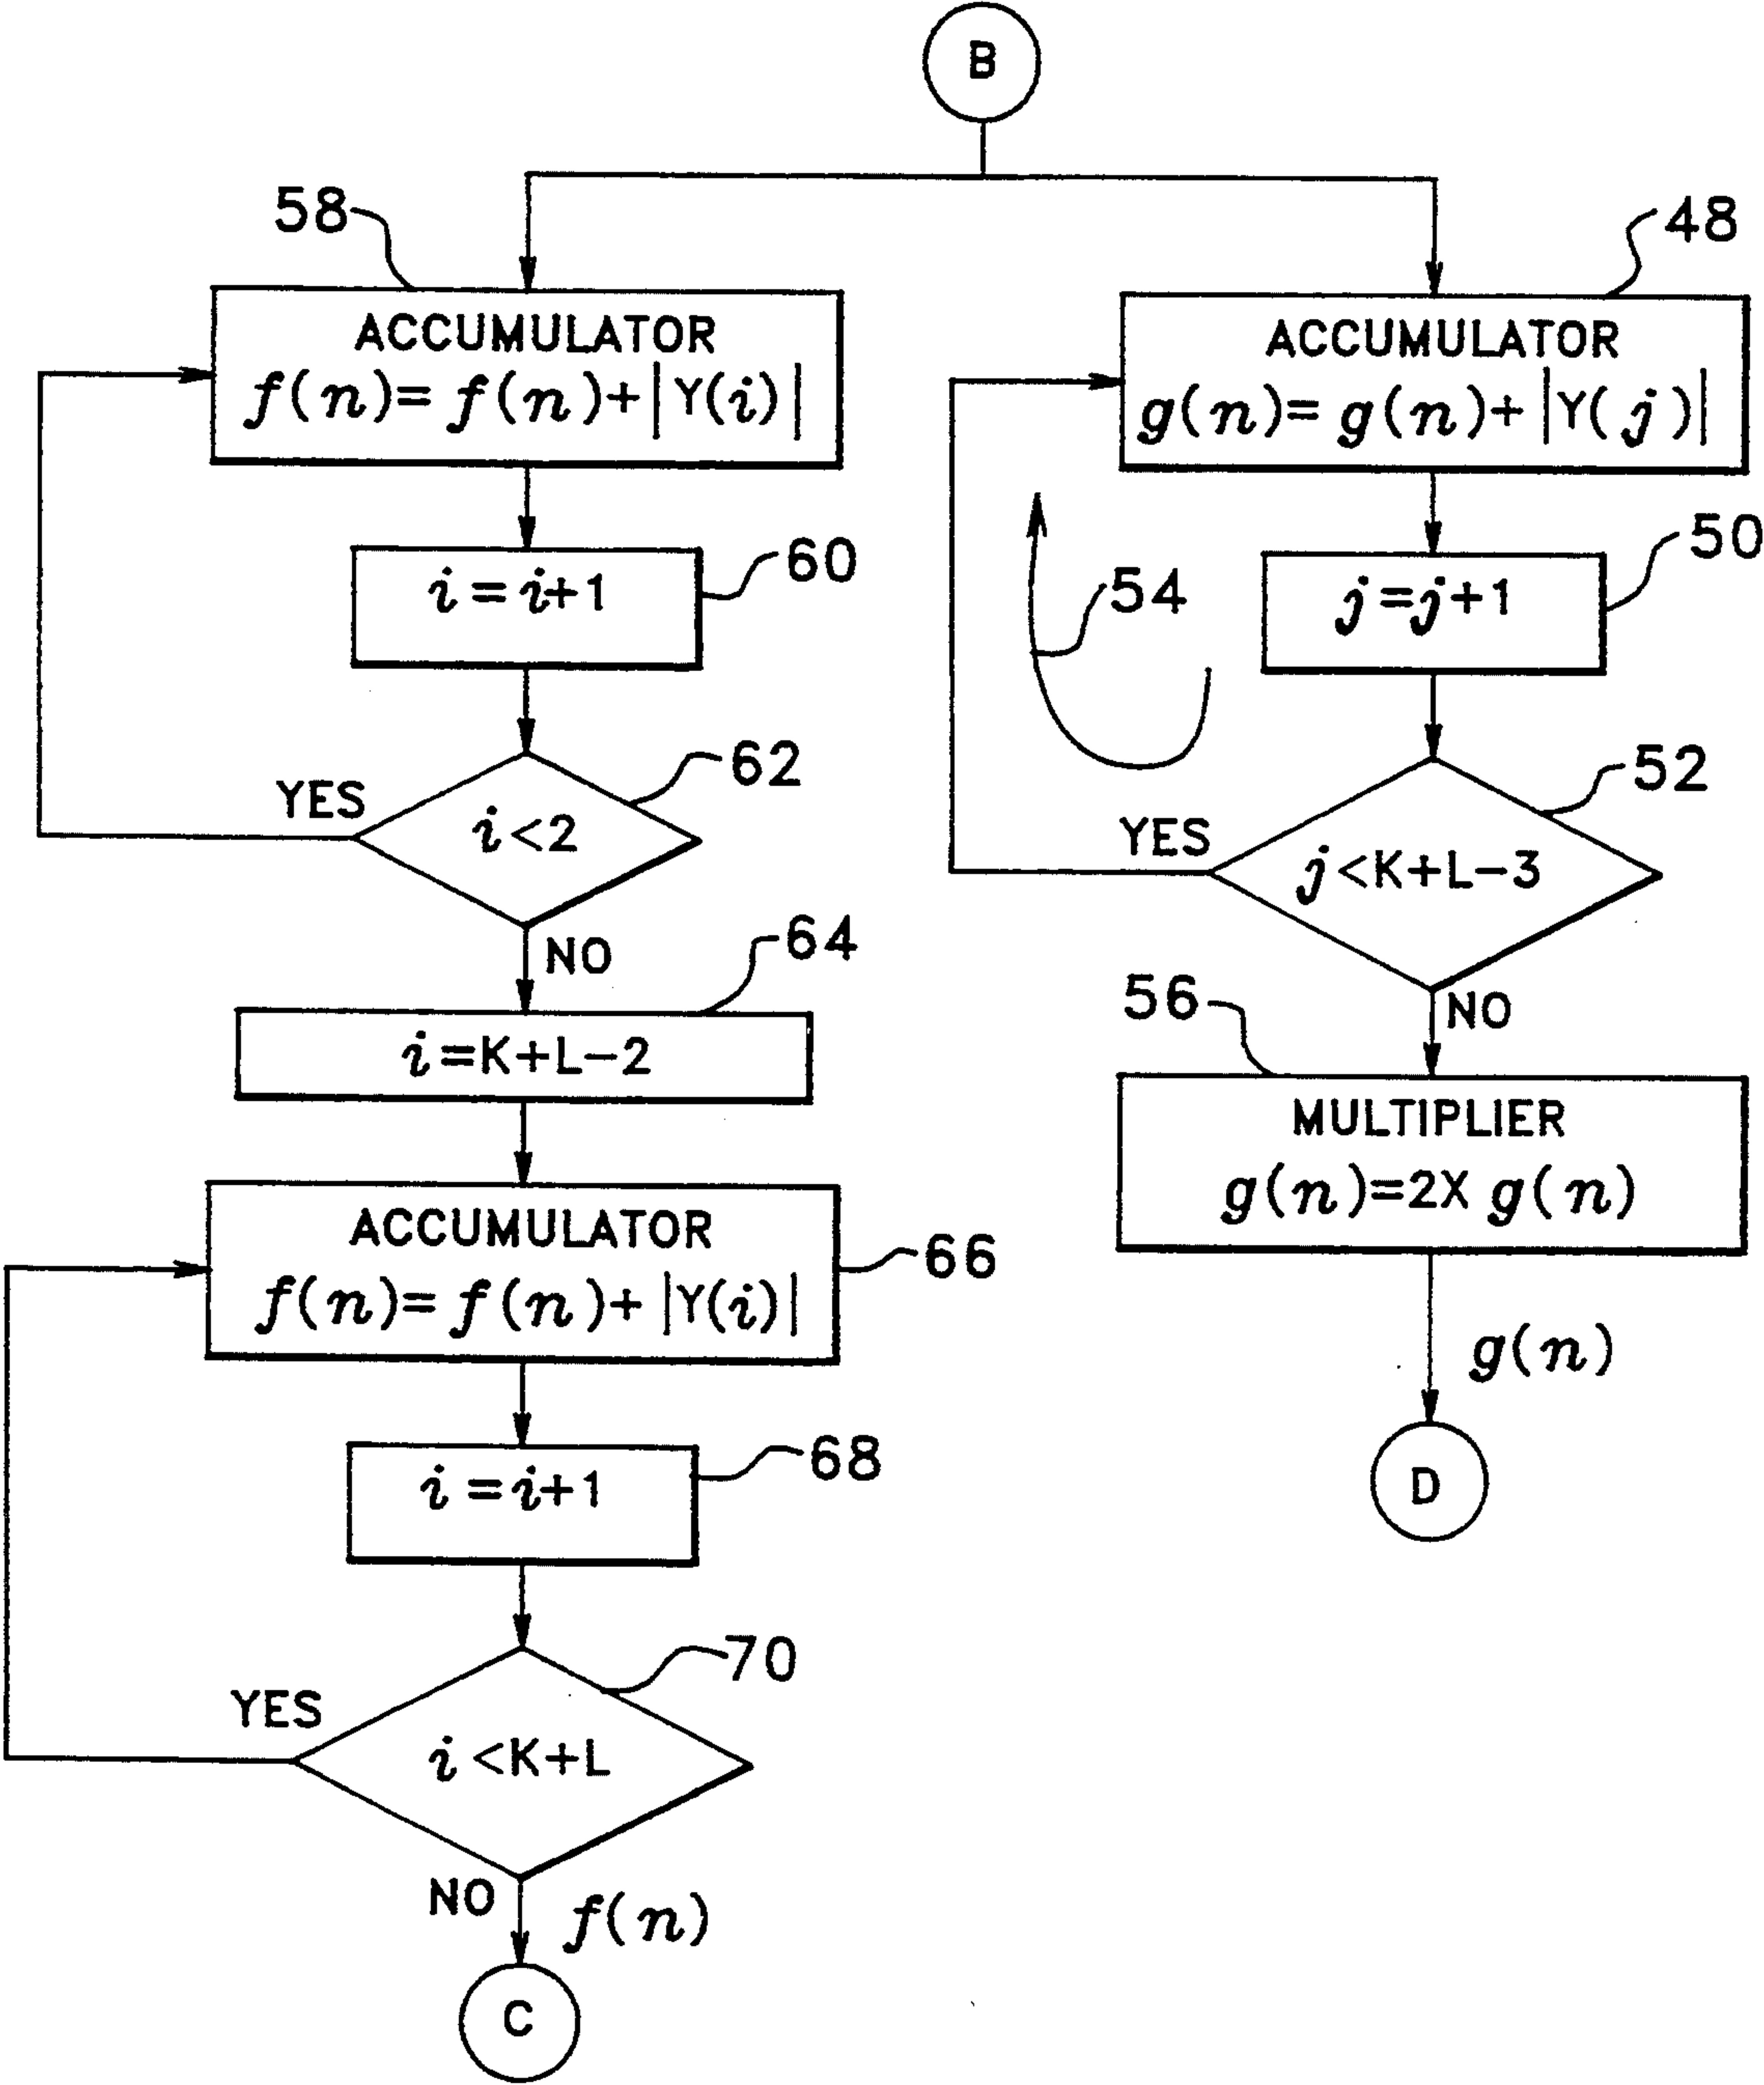 B
58
ACCUMULATOR
f(n)= f(n)+|Y(i)|
60
i=i+1
62
YES
i<2
NO
64
i=K+L-2
ACCUMULATOR
f(n)= f(n)+|Y(i)|
66
68
i=i+1
70
YES
i<K+L
NO
f(n)
C
48
ACCUMULATOR
g(n)= g(n)+|Y(j)|
50
j=j+1
54
52
YES
j<K+L-3
NO
56
MULTIPLIER
g(n)=2X g(n)
g(n)
D